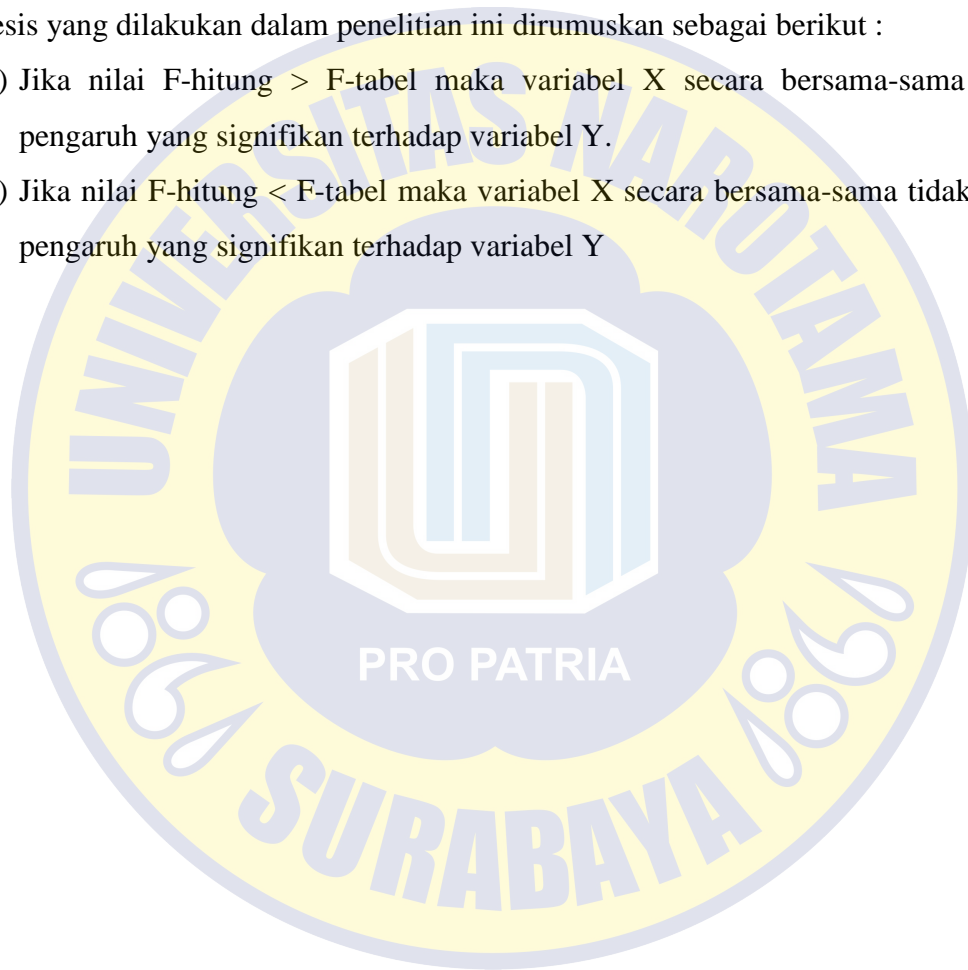 esis yang dilakukan dalam penelitian ini dirumuskan sebagai berikut :
) Jika nilai F-hitung > F-tabel maka variabel X secara bersama-sama
pengaruh yang signifikan terhadap variabel Y.
) Jika nilai F-hitung < F-tabel maka variabel X secara bersama-sama tidak
pengaruh yang signifikan terhadap variabel Y
UNIVERSITAS NAROTAMA
PRO PATRIA
SURABAYA